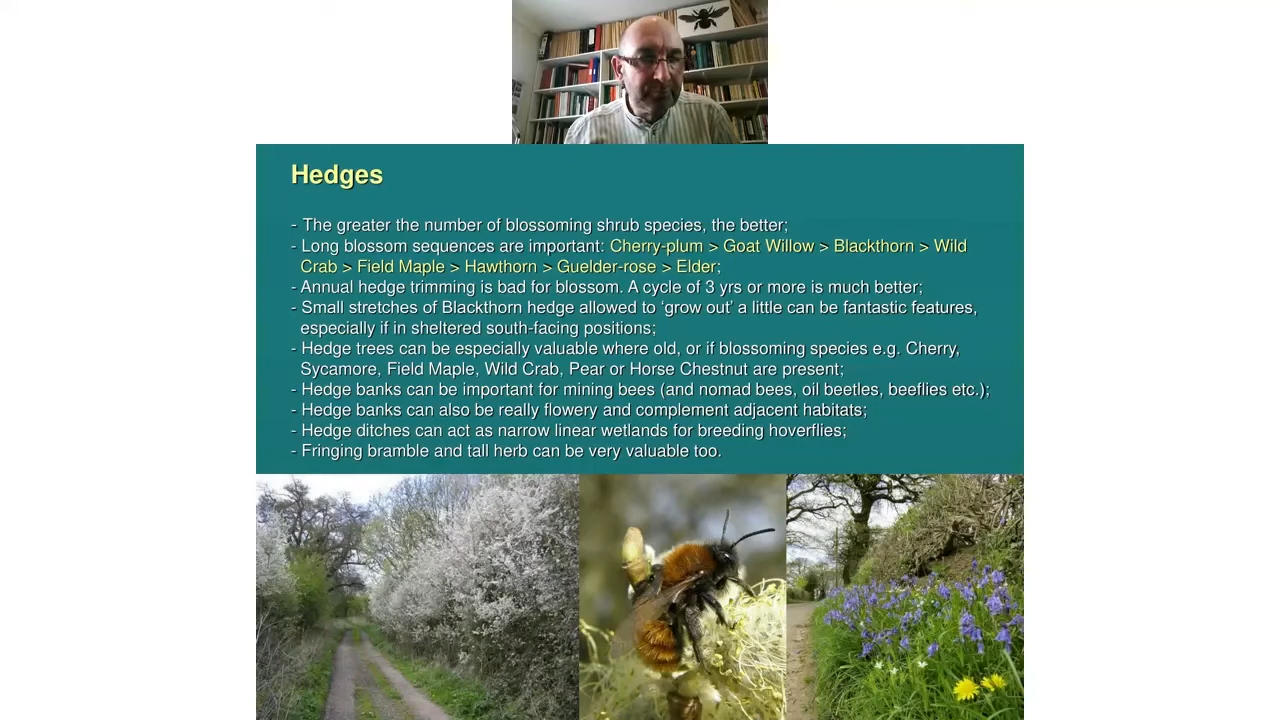 Hedges
- The greater the number of blossoming shrub species, the better;
- Long blossom sequences are important: Cherry-plum > Goat Willow > Blackthorn > Wild
Crab > Field Maple > Hawthorn > Guelder-rose > Elder;
- Annual hedge trimming is bad for blossom. A cycle of 3 yrs or more is much better;
- Small stretches of Blackthorn hedge allowed to ‘grow out’ a little can be fantastic features,
especially if in sheltered south-facing positions;
- Hedge trees can be especially valuable where old, or if blossoming species e.g. Cherry,
Sycamore, Field Maple, Wild Crab, Pear or Horse Chestnut are present;
- Hedge banks can be important for mining bees (and nomad bees, oil beetles, beeflies etc.);
- Hedge banks can also be really flowery and complement adjacent habitats;
- Hedge ditches can act as narrow linear wetlands for breeding hoverflies;
- Fringing bramble and tall herb can be very valuable too.